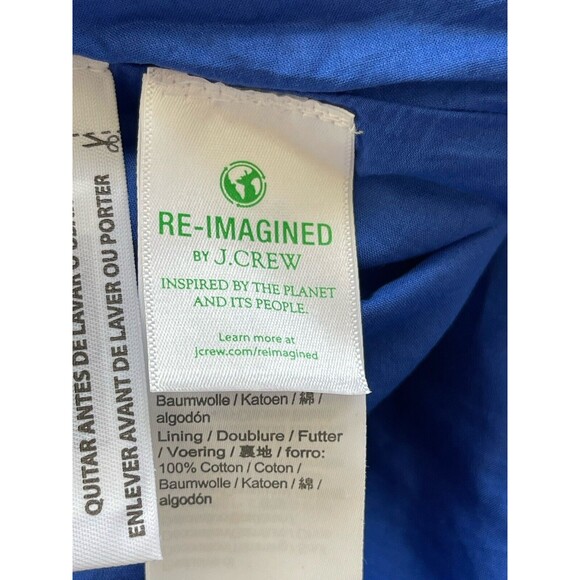 RE-IMAGINED
BY J.CREW
INSPIRED BY THE PLANET
AND ITS PEOPLE.
Learn more at
jcrew.com/reimagined
Baumwolle / Katoen / 綿 /
algodón
Lining / Doublure / Futter
/ Voering / 裏地 / forro:
100% Cotton / Coton /
Baumwolle / Katoen / 綿 /
algodón
QUITAR ANTES DE LAVAR O
ENLEVER AVANT DE LAVER OU PORTER